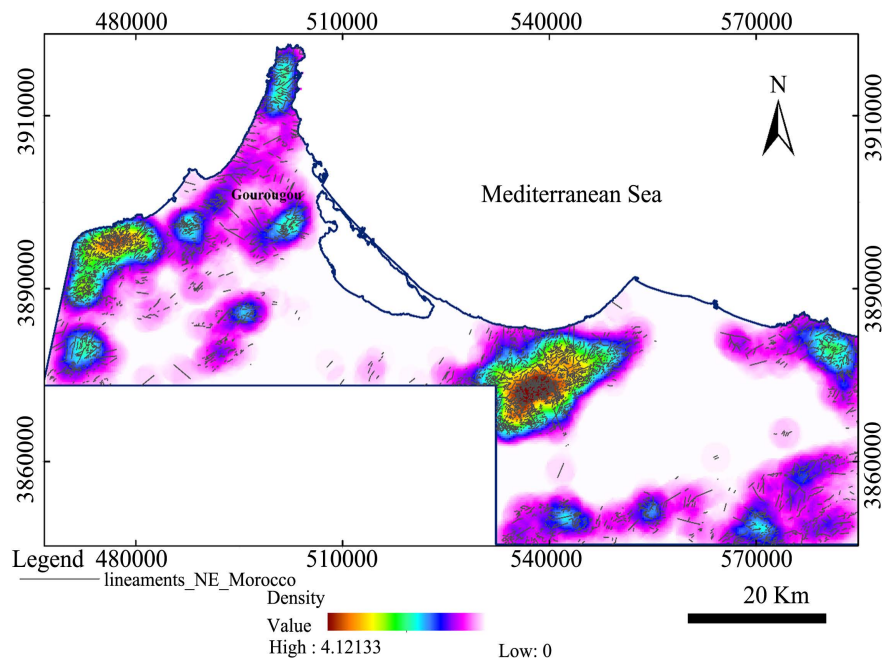 480000 510000 540000 570000
3910000 3910000
N
Mediterranean Sea
Gourougou
3890000 3890000
3860000 3860000
480000 510000 540000 570000
Legend
lineaments_NE_Morocco
Density
Value
High : 4.12133
Low: 0
20 Km